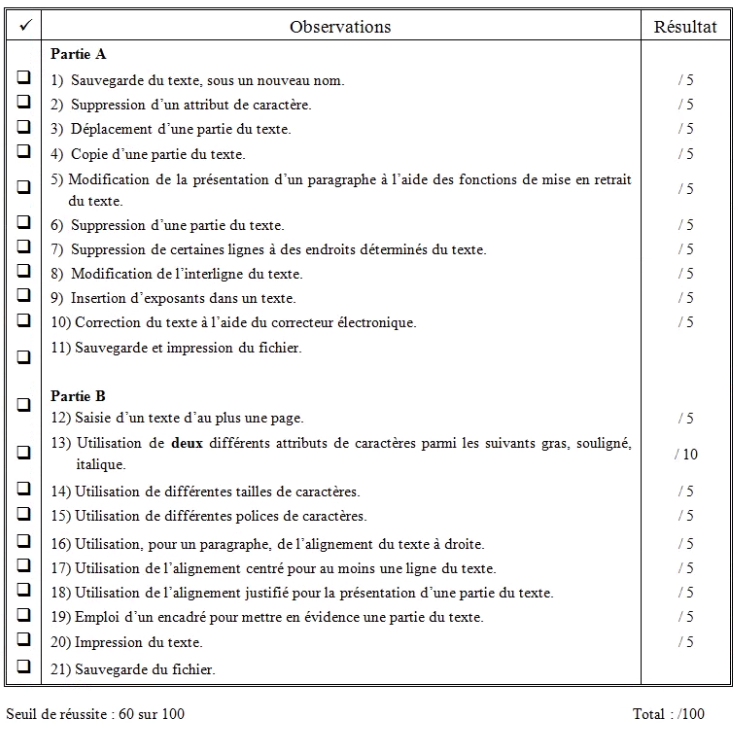 ✓ Observations Résultat
Partie A
❑ 1) Sauvegarde du texte, sous un nouveau nom. / 5
❑ 2) Suppression d'un attribut de caractère. / 5
❑ 3) Déplacement d'une partie du texte. / 5
❑ 4) Copie d'une partie du texte. / 5
❑ 5) Modification de la présentation d'un paragraphe à l'aide des fonctions de mise en retrait / 5
du texte.
❑ 6) Suppression d'une partie du texte. / 5
❑ 7) Suppression de certaines lignes à des endroits déterminés du texte. / 5
❑ 8) Modification de l'interligne du texte. / 5
❑ 9) Insertion d'exposants dans un texte. / 5
❑ 10) Correction du texte à l'aide du correcteur électronique. / 5
❑ 11) Sauvegarde et impression du fichier.
Partie B
❑ 12) Saisie d'un texte d'au plus une page. / 5
❑ 13) Utilisation de deux différents attributs de caractères parmi les suivants gras, souligné, / 10
italique.
❑ 14) Utilisation de différentes tailles de caractères. / 5
❑ 15) Utilisation de différentes polices de caractères. / 5
❑ 16) Utilisation, pour un paragraphe, de l'alignement du texte à droite. / 5
❑ 17) Utilisation de l'alignement centré pour au moins une ligne du texte. / 5
❑ 18) Utilisation de l'alignement justifié pour la présentation d'une partie du texte. / 5
❑ 19) Emploi d'un encadré pour mettre en évidence une partie du texte. / 5
❑ 20) Impression du texte. / 5
❑ 21) Sauvegarde du fichier.
Seuil de réussite : 60 sur 100 Total : /100